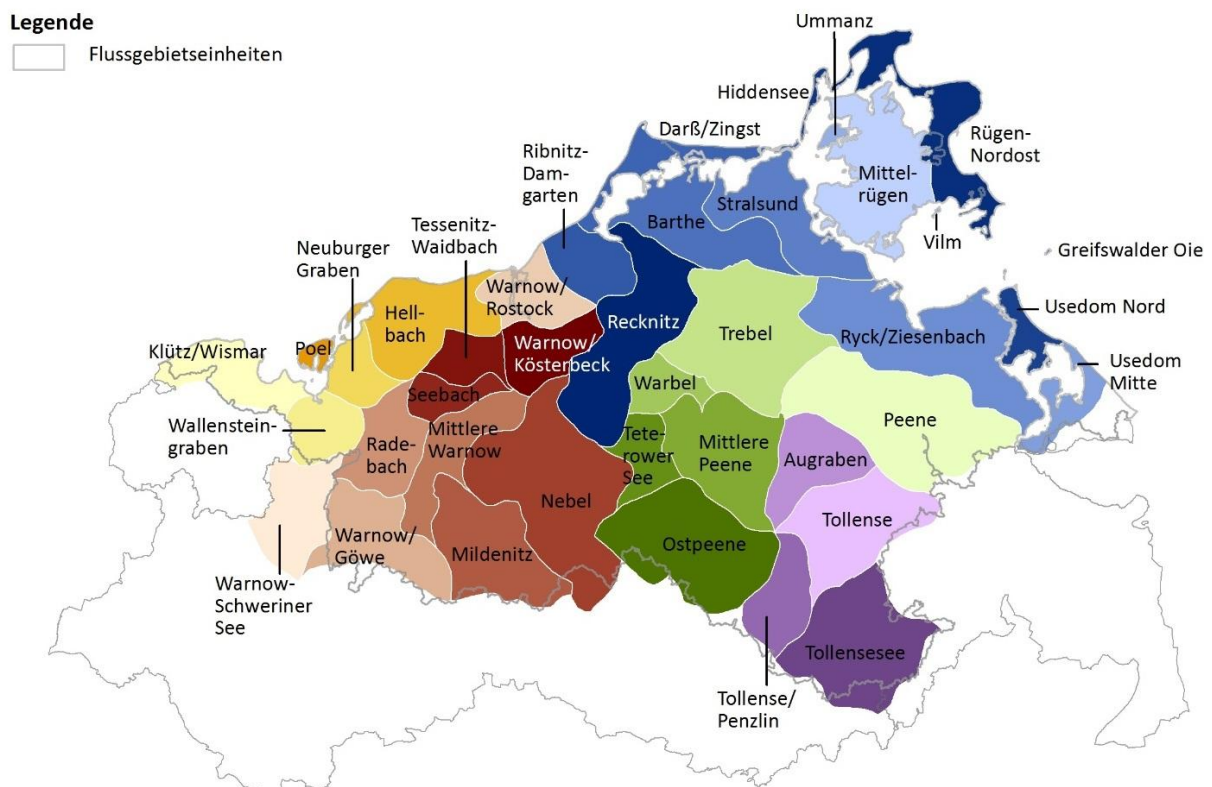 Legende
Flussgebietseinheiten
Ummanz
Hiddensee
Darß/Zingst
Rügen-
Nordost
Ribnitz-
Dam-
garten
Mittel-
rügen
Stralsund
Barthe
Tessenitz-
Waidbach
Vilm
Neuburger
Graben
Greifswalder Oie
Warnow/
Rostock
Hell-
bach
Usedom Nord
Recknitz
Trebel
Ryck/Ziesenbach
Klütz/Wismar
Poel
Warnow/
Kösterbeck
Usedom
Mitte
Warbel
Seebach
Wallenstein-
graben
Rade-
bach
Mittlere
Warnow
Tete-
rower
See
Mittlere
Peene
Peene
Augraben
Nebel
Tollense
Warnow/
Göwe
Mildenitz
Ostpeene
Warnow-
Schweriner
See
Tollensesee
Tollense/
Penzlin